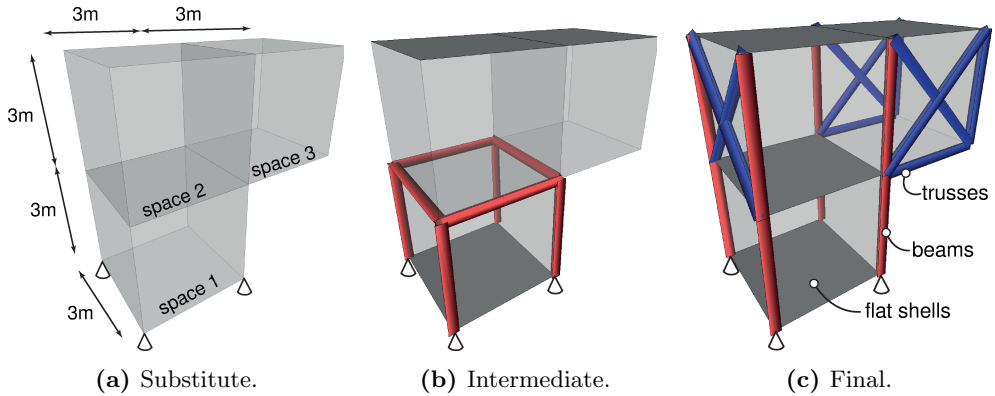 3m
3m
3m
3m
3m
space 3
space 2
space 1
trusses
beams
flat shells
(a) Substitute.
(b) Intermediate.
(c) Final.